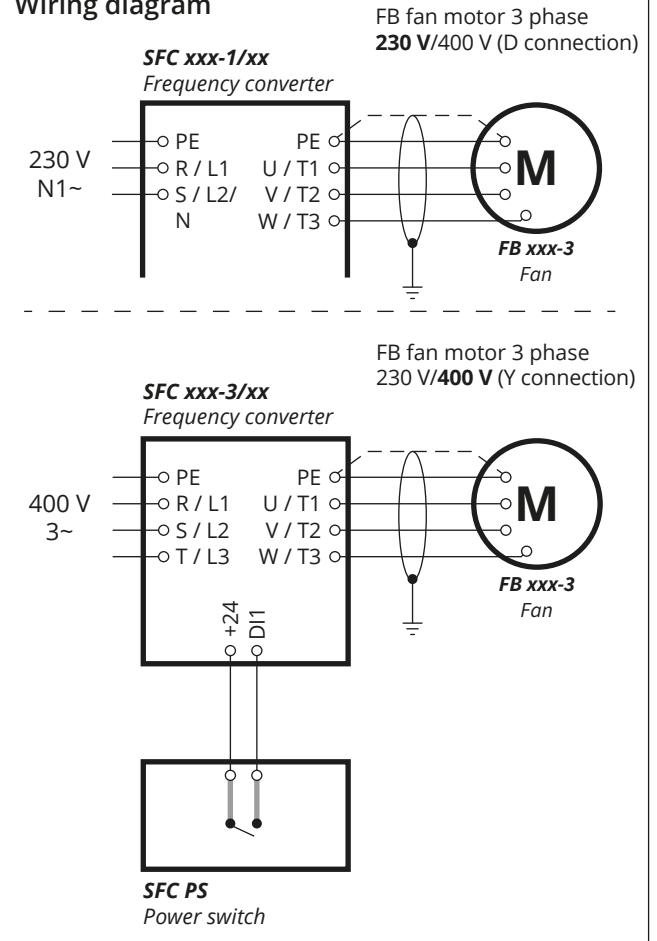 Wiring diagram
FB fan motor 3 phase
230 V/400 V (D connection)
SFC xxx-1/xx
Frequency converter
230 V
N1~
PE
R / L1
S / L2/
N
PE
U / T1
V / T2
W / T3
M
FB xxx-3
Fan
FB fan motor 3 phase
230 V/400 V (Y connection)
SFC xxx-3/xx
Frequency converter
400 V
3~
PE
R / L1
S / L2
T / L3
PE
U / T1
V / T2
W / T3
M
FB xxx-3
Fan
+24
DI1
SFC PS
Power switch